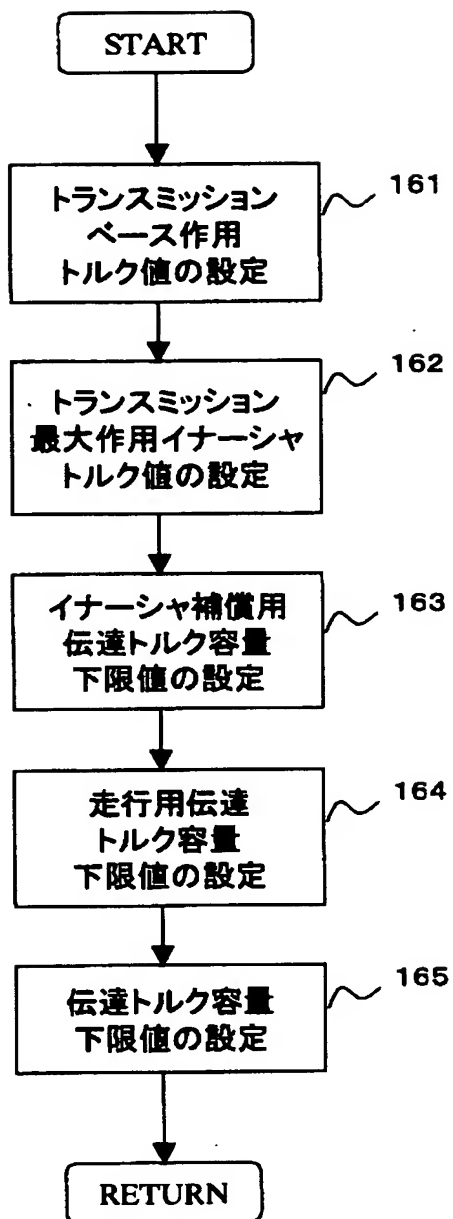 START
トランスミッション
ベース作用
トルク値の設定
161
トランスミッション
最大作用イナーシャ
トルク値の設定
162
イナーシャ補償用
伝達トルク容量
下限値の設定
163
走行用伝達
トルク容量
下限値の設定
164
伝達トルク容量
下限値の設定
165
RETURN